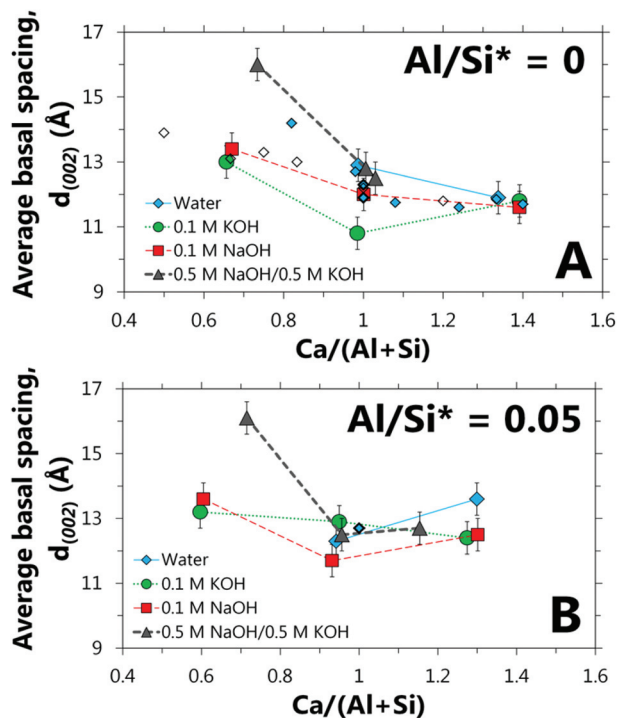 17
Al/Si* = 0
15
13
11
9
Average basal spacing,
d(002) (Å)
Water
0.1 M KOH
0.1 M NaOH
0.5 M NaOH/0.5 M KOH
A
0.4 0.6 0.8 1 1.2 1.4 1.6
Ca/(Al+Si)
17
Al/Si* = 0.05
15
13
11
9
Average basal spacing,
d(002) (Å)
Water
0.1 M KOH
0.1 M NaOH
0.5 M NaOH/0.5 M KOH
B
0.4 0.6 0.8 1 1.2 1.4 1.6
Ca/(Al+Si)